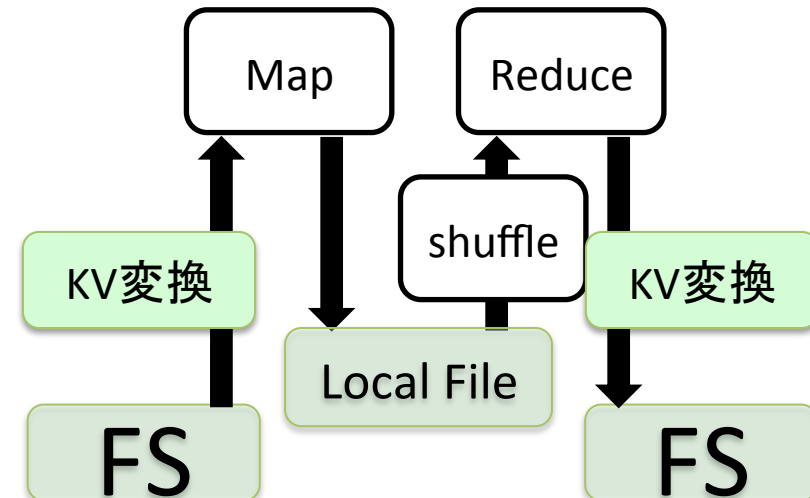 Map
Reduce
shuffle
KV変換
KV変換
Local File
FS
FS